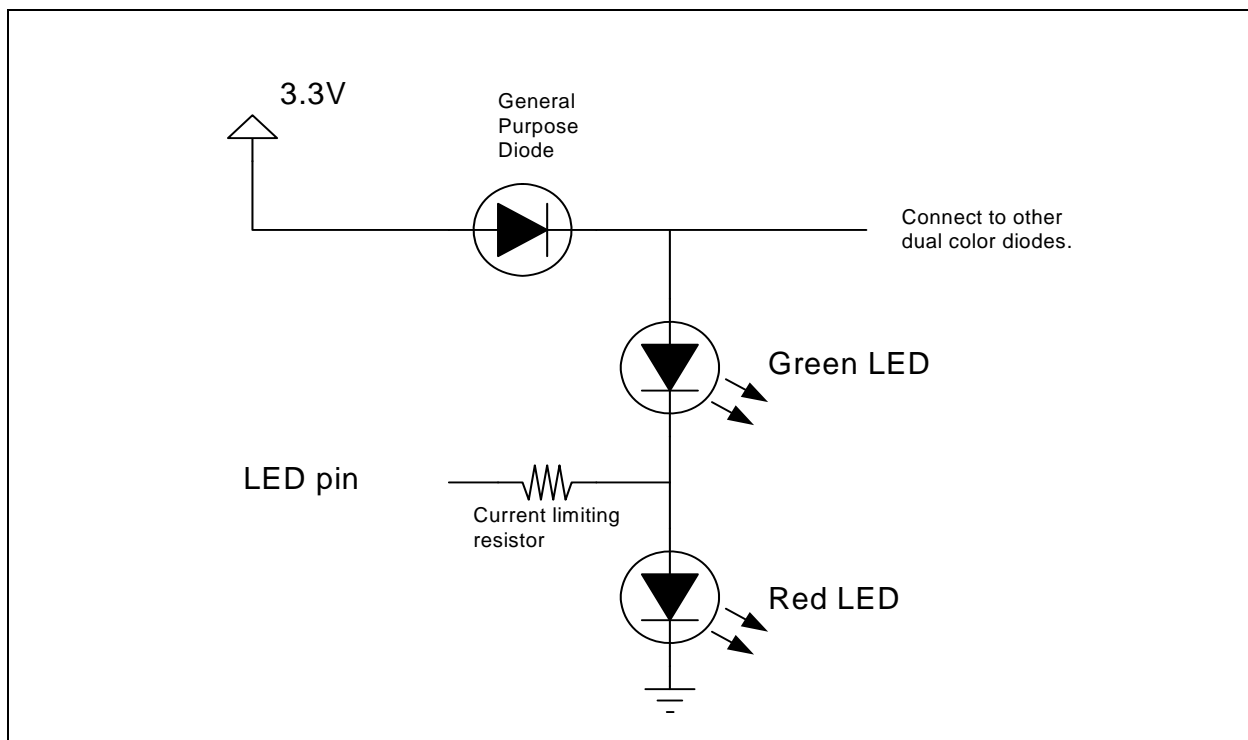 3.3V
General
Purpose
Diode
Connect to other
dual color diodes.
Green LED
LED pin
Current limiting
resistor
Red LED